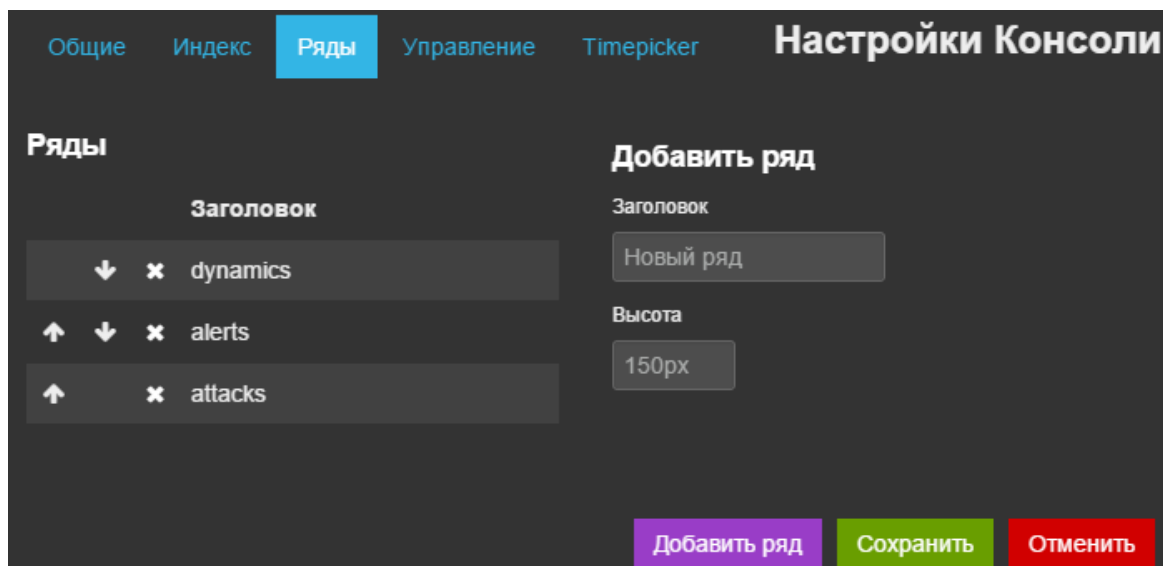 Общие Индекс Ряды Управление Timepicker Настройки Консоли
Ряды
Заголовок
dynamics
alerts
attacks
Добавить ряд
Заголовок
Новый ряд
Высота
150px
Добавить ряд Сохранить Отменить